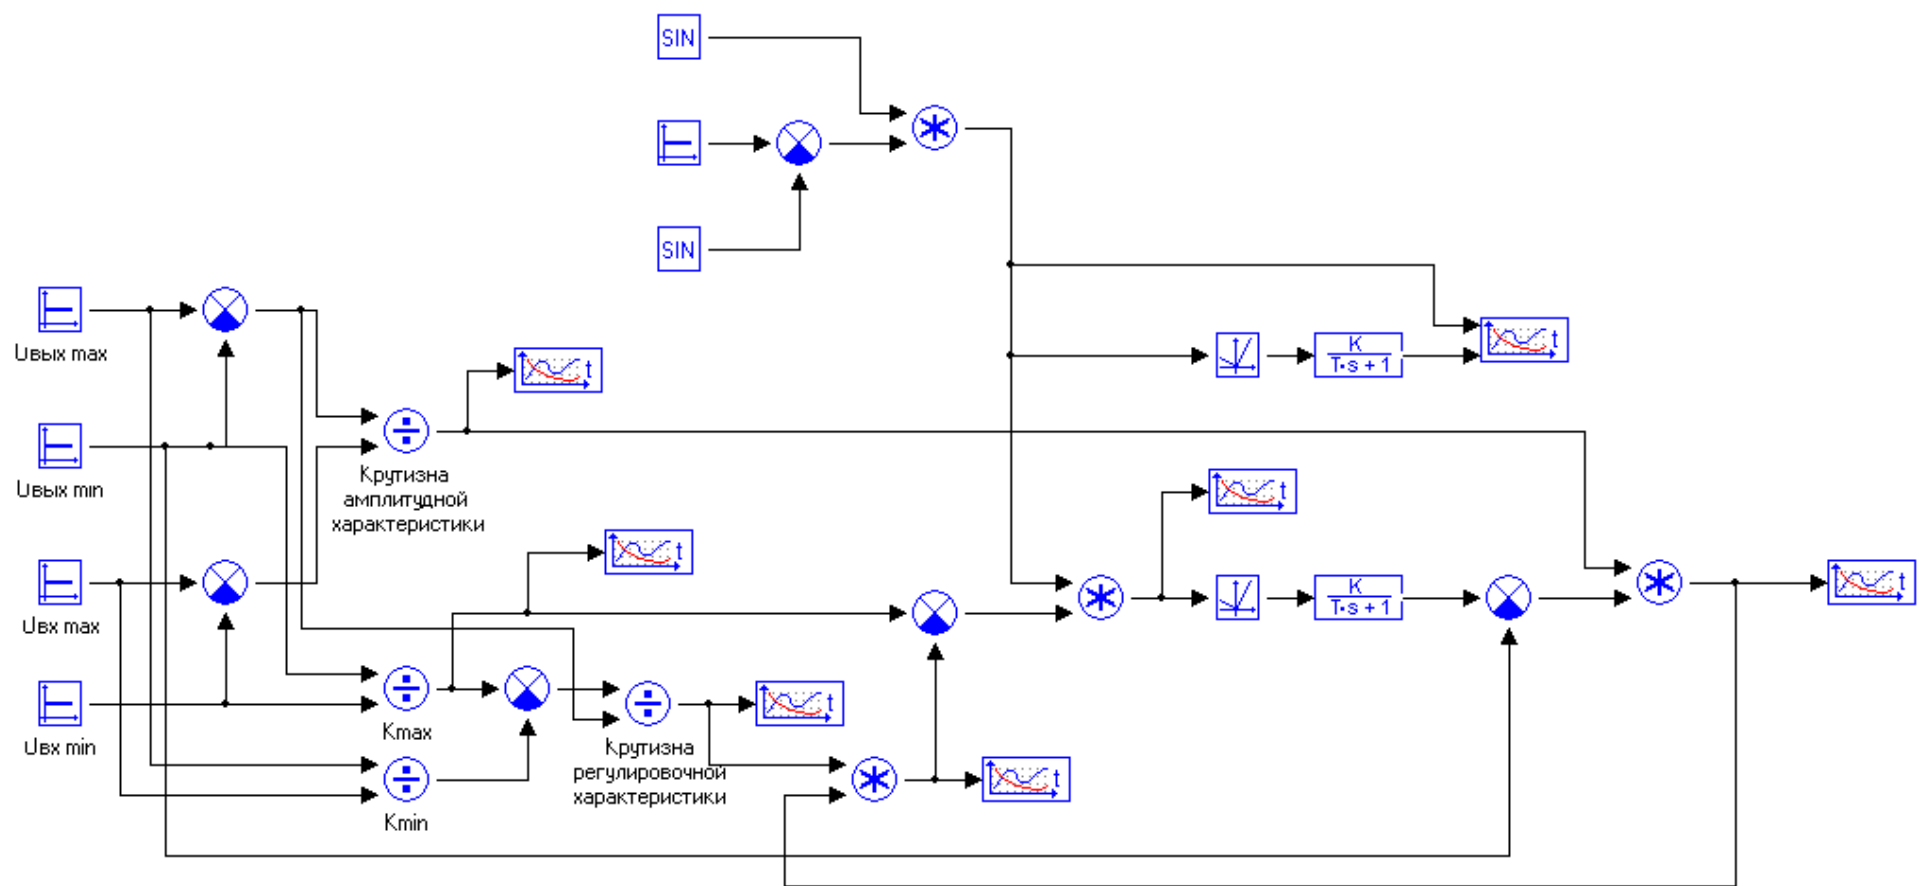 SIN
SIN
Uвых max
t
K
T·s + 1
t
Uвых min
Крутизна
амплитудной
характеристики
t
t
Uвх max
K
T·s + 1
t
Uвх min
Kmax
t
Крутизна
регулировочной
характеристики
t
Kmin